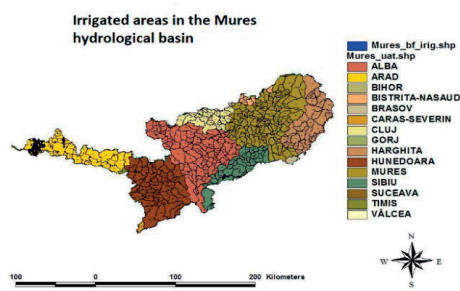 Irrigated areas in the Mures
hydrological basin
Mures_bf_irig.shp
Mures_uat.shp
ALBA
ARAD
BIHOR
BISTRITA-NASAUD
BRASOV
CARAS-SEVERIN
CLUJ
GORJ
HARGHITA
HUNEDOARA
MURES
SIBIU
SUCEAVA
TIMIS
VÂLCEA
N
W E
S
100 0 100 200 Kilometers